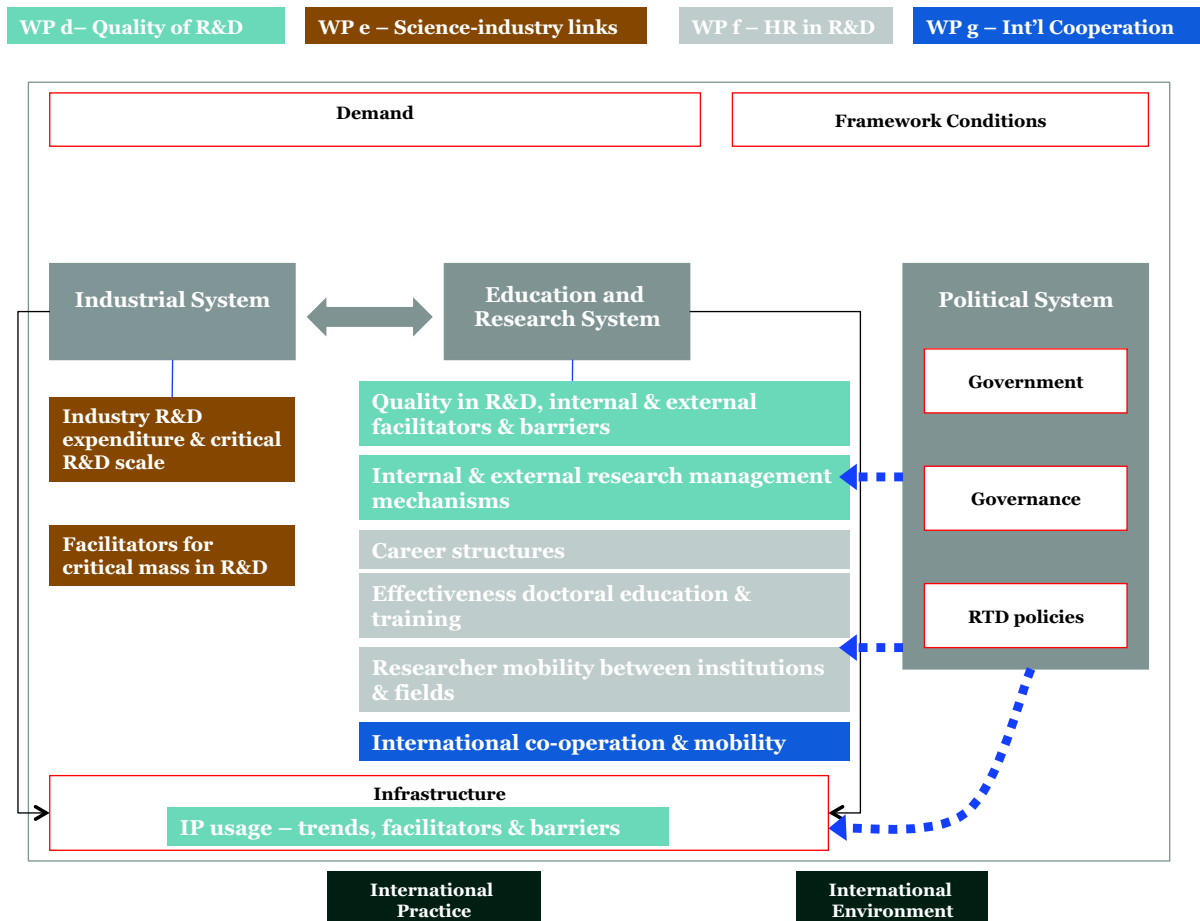 WP d– Quality of R&D
WP e – Science-industry links
WP f – HR in R&D
WP g – Int'l Cooperation
Demand
Framework Conditions
Industrial System
Education and
Research System
Political System
Government
Governance
RTD policies
Industry R&D
expenditure & critical
R&D scale
Facilitators for
critical mass in R&D
Quality in R&D, internal & external
facilitators & barriers
Internal & external research management
mechanisms
Career structures
Effectiveness doctoral education &
training
Researcher mobility between institutions
& fields
International co-operation & mobility
Infrastructure
IP usage – trends, facilitators & barriers
International
Practice
International
Environment